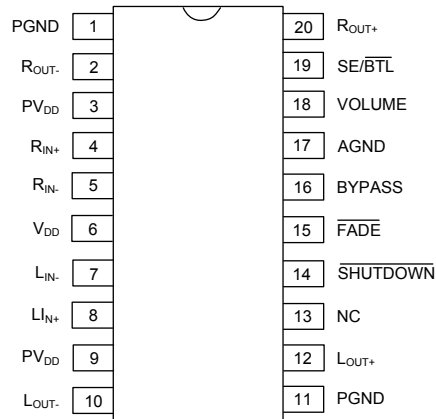 PGND 1 20 ROUT+
ROUT- 2 19 SE/BTL
PVDD 3 18 VOLUME
RIN+ 4 17 AGND
RIN- 5 16 BYPASS
VDD 6 15 FADE
LIN- 7 14 SHUTDOWN
LIN+ 8 13 NC
PVDD 9 12 LOUT+
LOUT- 10 11 PGND